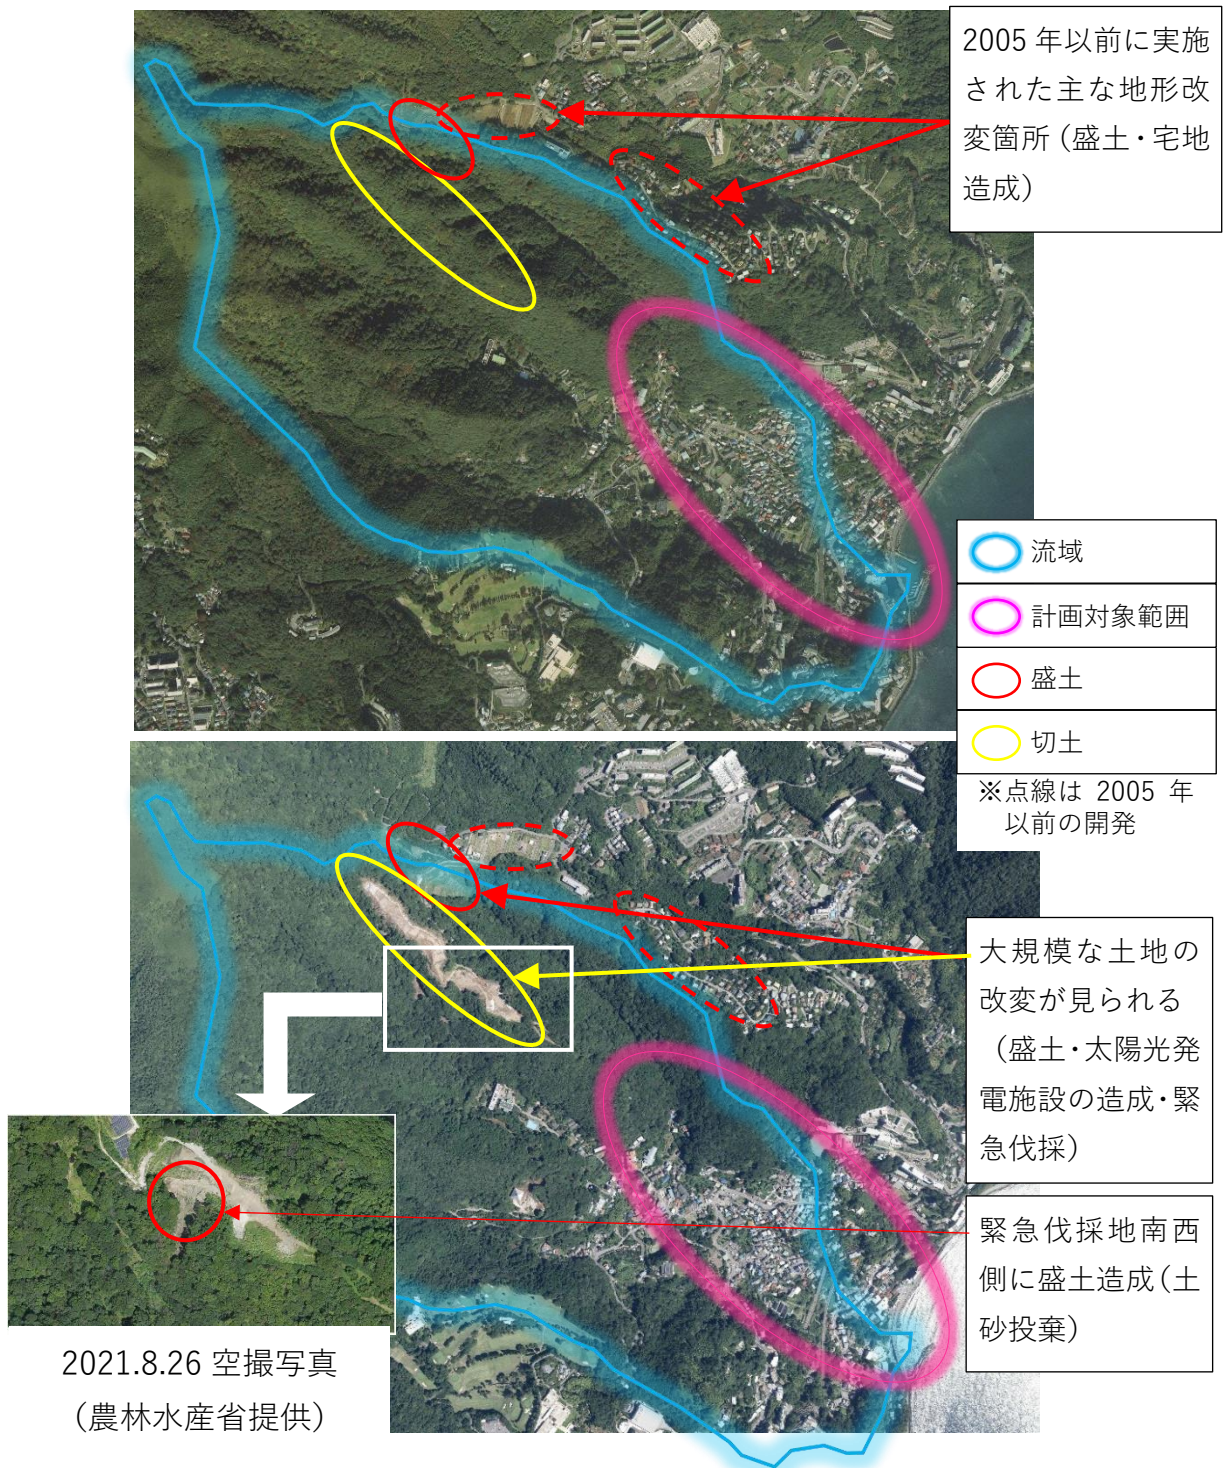 2005 年以前に実施
された主な地形改
変箇所（盛土・宅地
造成）
流域
計画対象範囲
盛土
切土
※点線は 2005 年
以前の開発
大規模な土地の
改変が見られる
（盛土・太陽光発
電施設の造成・緊
急伐採）
緊急伐採地南西
側に盛土造成（土
砂投棄）
2021.8.26 空撮写真
（農林水産省提供）